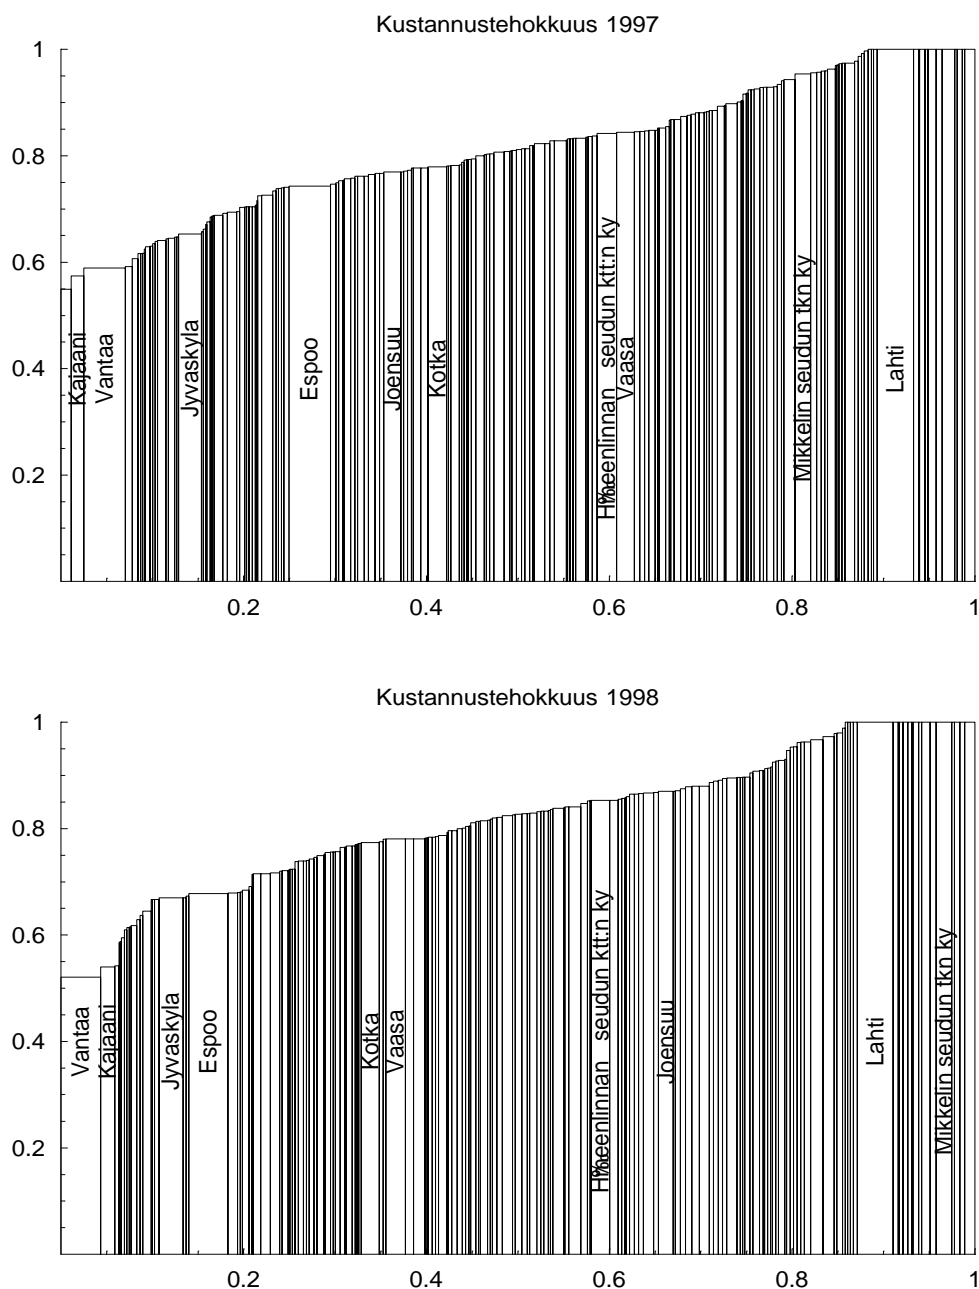 Kustannustehokkuus 1997
1
0.8
0.6
0.4
0.2
Kajaani
Vantaa
Jyvaskyla
Espoo
Joensuu
Kotka
seudun ktt:n ky
Vaasa
Mikkelin seudun tkn ky
Lahti
0.2 0.4 0.6 0.8 1
Kustannustehokkuus 1998
1
0.8
0.6
0.4
0.2
Vantaa
Kajaani
Jyvaskyla
Espoo
Kotka
Vaasa
seudun ktt:n ky
Joensuu
Lahti
Mikkelin seudun tkn ky
0.2 0.4 0.6 0.8 1